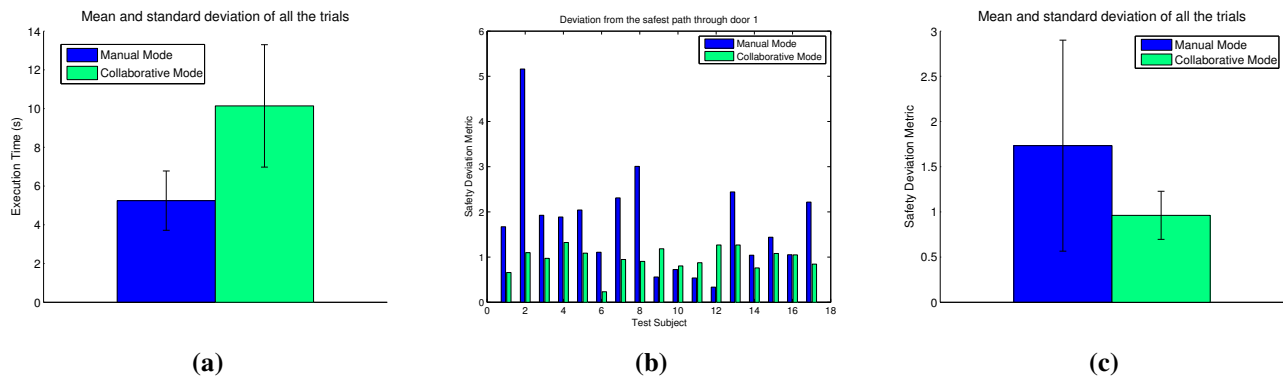 Mean and standard deviation of all the trials
14
12
10
8
6
4
2
0
Execution Time (s)
Manual Mode
Collaborative Mode
(a)
Deviation from the safest path through door 1
6
5
4
3
2
1
0
Safety Deviation Metric
Manual Mode
Collaborative Mode
0 2 4 6 8 10 12 14 16 18
Test Subject
(b)
Mean and standard deviation of all the trials
3
2.5
2
1.5
1
0.5
0
Safety Deviation Metric
Manual Mode
Collaborative Mode
(c)